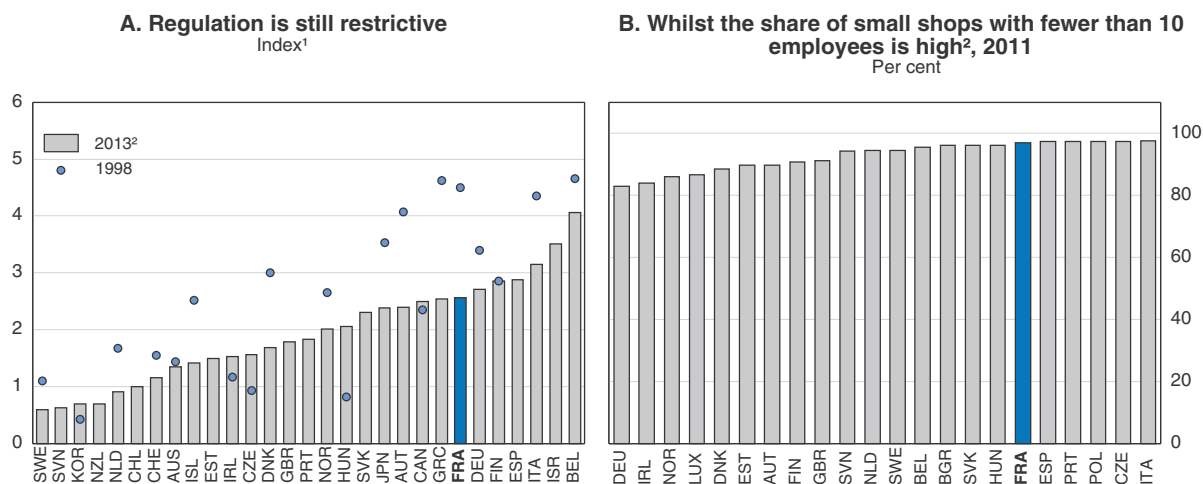 A. Regulation is still restrictive
Index¹
6
5
4
3
2
1
0
2013²
1998
SWE
SVN
KOR
NZL
NLD
CHL
CHE
AUS
ISL
EST
IRL
CZE
DNK
GBR
PRT
NOR
HUN
SVK
JPN
AUT
CAN
GRC
FRA
DEU
FIN
ESP
ITA
ISR
BEL
B. Whilst the share of small shops with fewer than 10
employees is high², 2011
Per cent
100
80
60
40
20
0
DEU
IRL
NOR
LUX
DNK
EST
AUT
FIN
GBR
SVN
NLD
SWE
BEL
BGR
SVK
HUN
FRA
ESP
PRT
POL
CZE
ITA